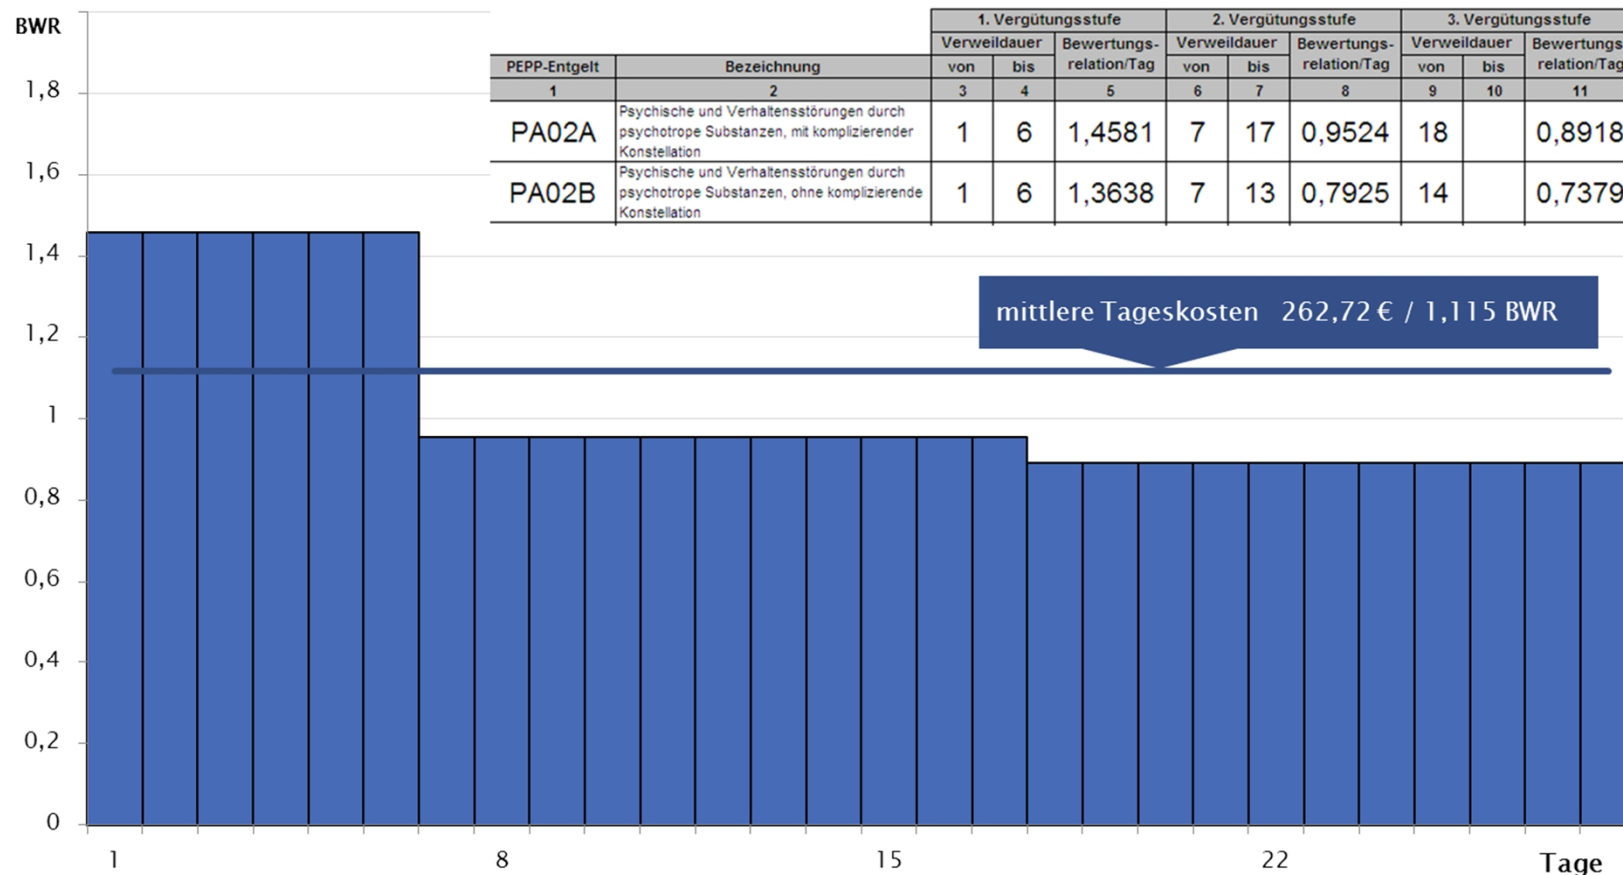 BWR
1. Vergütungsstufe 2. Vergütungsstufe 3. Vergütungsstufe
Verweildauer Bewertungs- Verweildauer Bewertungs- Verweildauer Bewertungs
PEPP-Entgelt Bezeichnung von bis relation/Tag von bis relation/Tag von bis relation/Tag
1 2 3 4 5 6 7 8 9 10 11
Psychische und Verhaltensstörungen durch
PA02A psychotrope Substanzen, mit komplizierender 1 6 1,4581 7 17 0,9524 18 0,8918
Konstellation
Psychische und Verhaltensstörungen durch
PA02B psychotrope Substanzen, ohne komplizierende 1 6 1,3638 7 13 0,7925 14 0,7379
Konstellation
1,8
1,6
1,4
mittlere Tageskosten 262,72 € / 1,115 BWR
1,2
1
0,8
0,6
0,4
0,2
0
1 8 15 22 Tage